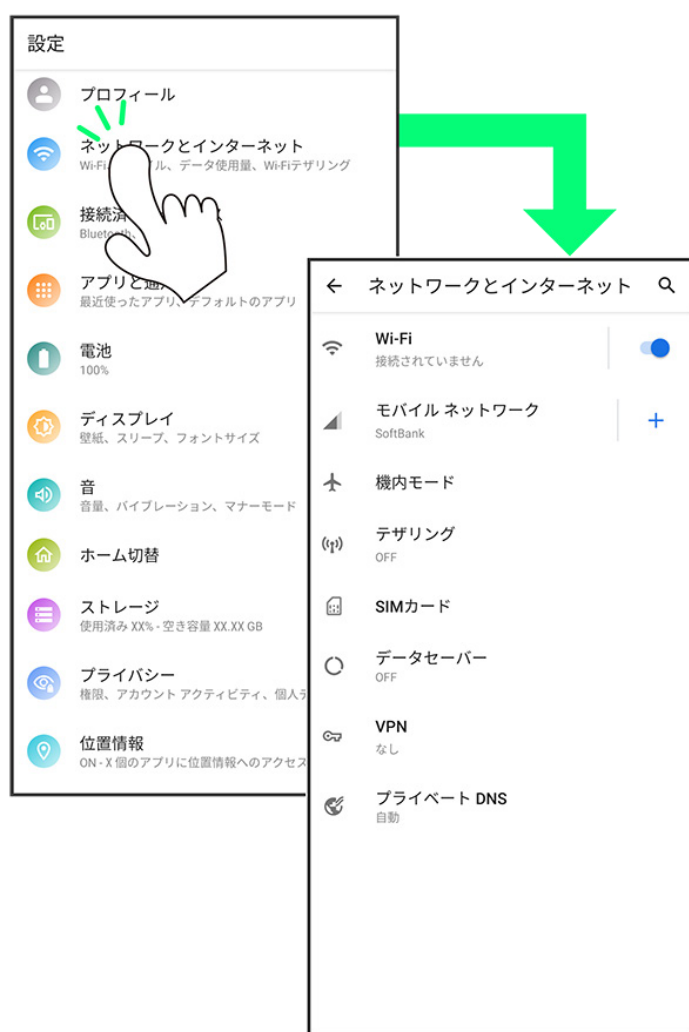 設定
プロフィール
ネットワークとインターネット
Wi-Fi ル、データ使用量、Wi-Fiテザリング
接続済
Bluetooth、
アプリと通
最近使ったアプリ、デフォルトのアプリ
電池
100%
ディスプレイ
壁紙、スリープ、フォントサイズ
音
音量、バイブレーション、マナーモード
ホーム切替
ストレージ
使用済み XX% - 空き容量 XX.XX GB
プライバシー
権限、アカウント アクティビティ、個人デ
位置情報
ON - X 個のアプリに位置情報へのアクセス
ネットワークとインターネット
Wi-Fi
接続されていません
モバイル ネットワーク
SoftBank
機内モード
テザリング
OFF
SIMカード
データセーバー
OFF
VPN
なし
プライベート DNS
自動